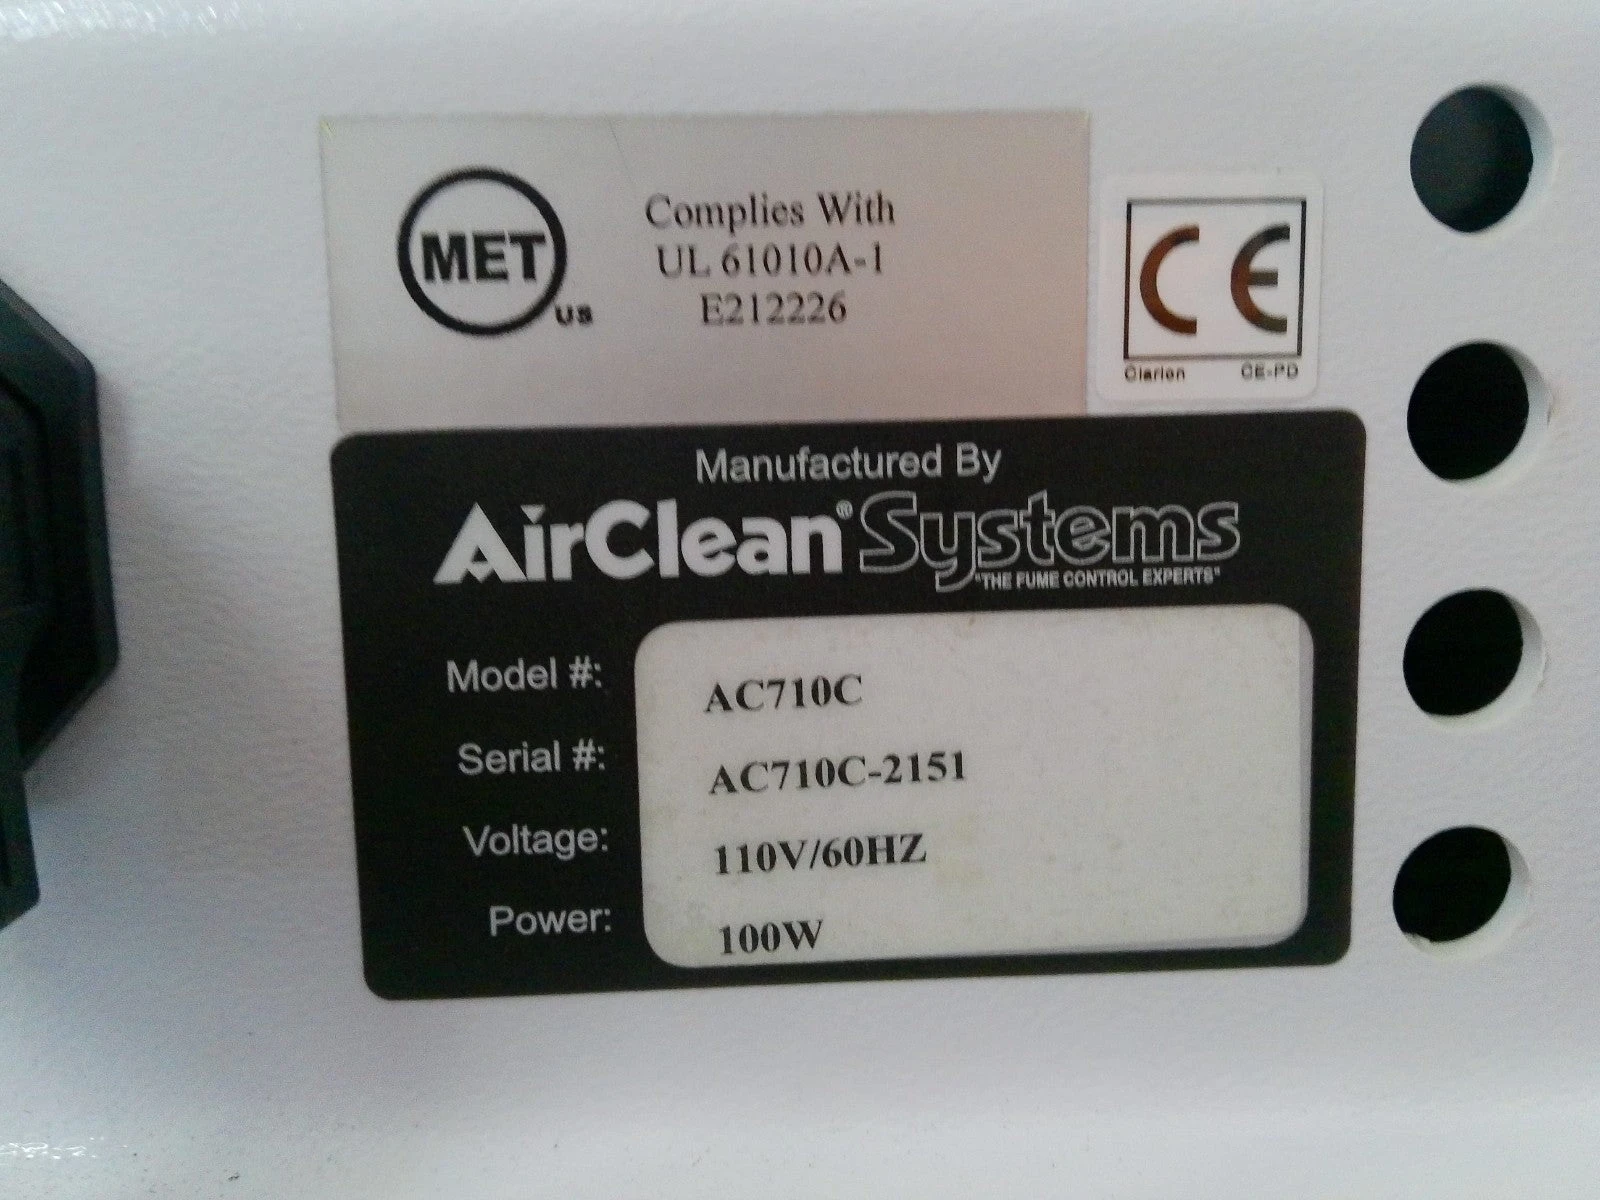 MET
US
Complies With
UL 61010A-1
E212226
CE
Clarion CE-PD
Manufactured By
AirClean® Systems
"THE FUME CONTROL EXPERTS"
Model #: AC710C
Serial #: AC710C-2151
Voltage: 110V/60HZ
Power: 100W